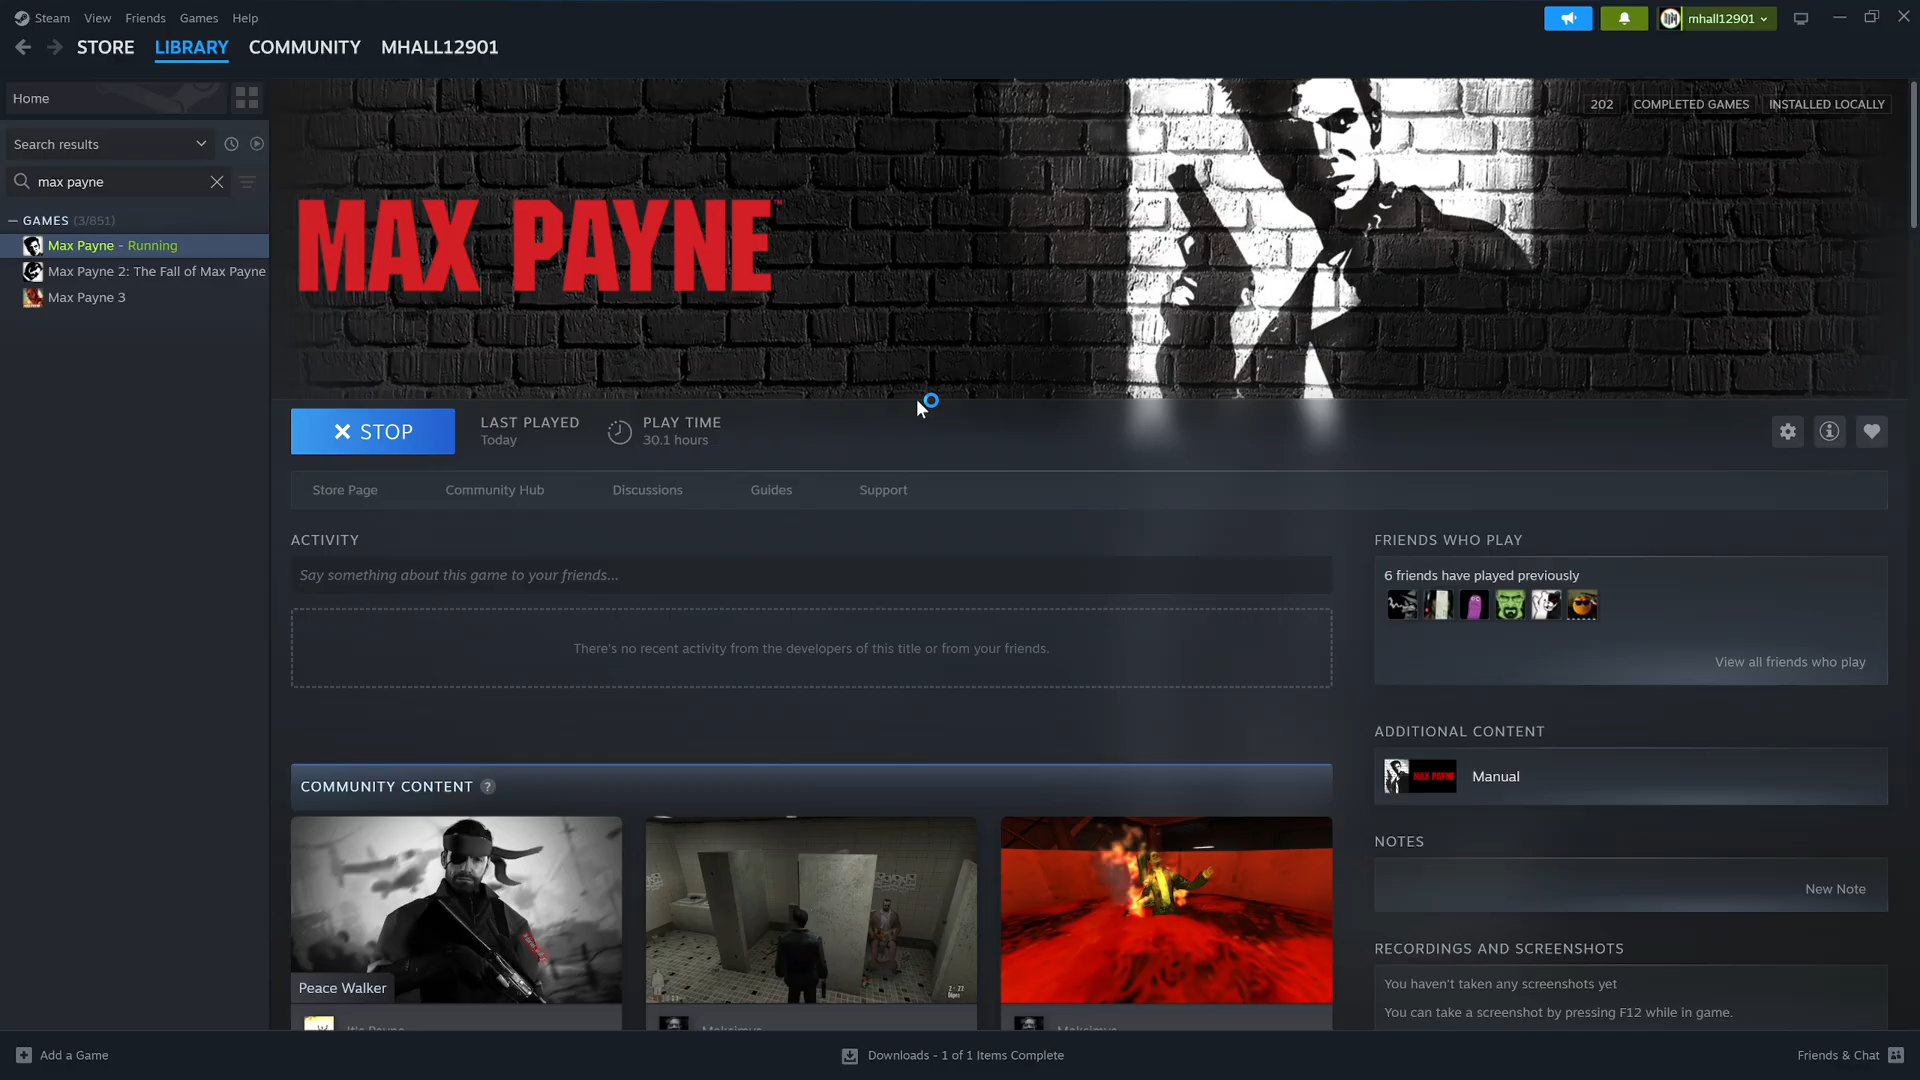 Steam View Friends Games Help
mhall12901
STORE LIBRARY COMMUNITY MHALL12901
Home
202 COMPLETED GAMES INSTALLED LOCALLY
Search results
max payne
GAMES (3/851)
Max Payne - Running
Max Payne 2: The Fall of Max Payne
Max Payne 3
MAX PAYNE™
STOP
LAST PLAYED
Today
PLAY TIME
30.1 hours
Store Page Community Hub Discussions Guides Support
ACTIVITY
Say something about this game to your friends...
There's no recent activity from the developers of this title or from your friends.
FRIENDS WHO PLAY
6 friends have played previously
View all friends who play
ADDITIONAL CONTENT
MAX PAYNE
Manual
COMMUNITY CONTENT ?
NOTES
New Note
RECORDINGS AND SCREENSHOTS
You haven't taken any screenshots yet
You can take a screenshot by pressing F12 while in game.
Peace Walker
It's Payne
Add a Game
Downloads - 1 of 1 Items Complete
Friends & Chat